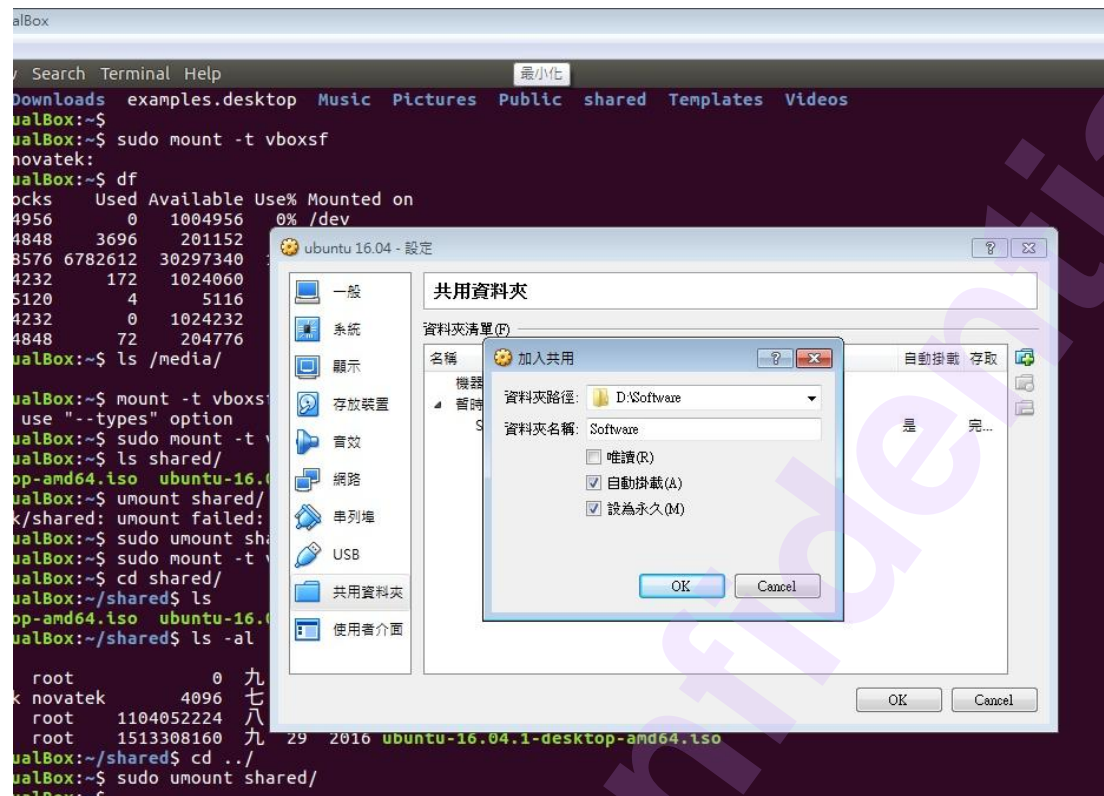 alBox
Search Terminal Help
最小化
Downloads examples.desktop Music Pictures Public shared Templates Videos
ualBox:~$
ualBox:~$ sudo mount -t vboxsf
novatek:
ualBox:~$ df
ocks Used Available Use% Mounted on
4956 0 1004956 0% /dev
4848 3696 201152
8576 6782612 30297340
4232 172 1024060
5120 4 5116
4232 0 1024232
4848 72 204776
ualBox:~$ ls /media/
ualBox:~$ mount -t vboxs
use "--types" option
ualBox:~$ sudo mount -t
ualBox:~$ ls shared/
op-amd64.iso ubuntu-16.0
ualBox:~$ umount shared/
k/shared: umount failed:
ualBox:~$ sudo umount sha
ualBox:~$ sudo mount -t
ualBox:~$ cd shared/
ualBox:~/shared$ ls
op-amd64.iso ubuntu-16.0
ualBox:~/shared$ ls -al
root 0 九
k novatek 4096 七
root 1104052224 八
root 1513308160 九 29 2016 ubuntu-16.04.1-desktop-amd64.iso
ualBox:~/shared$ cd ../
ualBox:~$ sudo umount shared/
ubuntu 16.04 - 設定
一般
系統
顯示
存放裝置
音效
網路
串列埠
USB
共用資料夾
使用者介面
共用資料夾
資料夾清單(F)
名稱 自動掛載 存取
機器
暫時
S 是 完...
加入共用
資料夾路徑: D:\Software
資料夾名稱: Software
唯讀(R)
自動掛載(A)
設為永久(M)
OK Cancel
OK Cancel
nfidentia